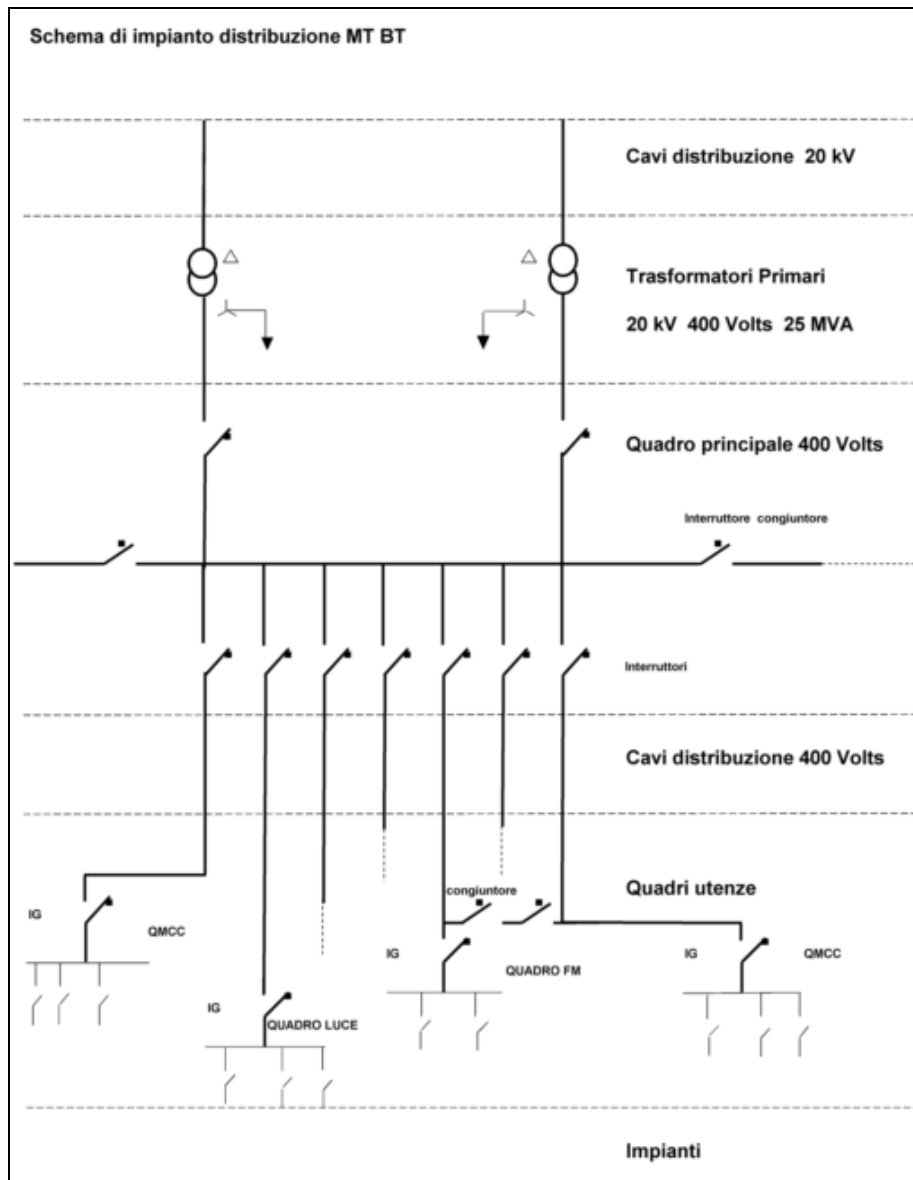 Schema di impianto distribuzione MT BT
Cavi distribuzione 20 kV
Trasformatori Primari
20 kV 400 Volts 25 MVA
Quadro principale 400 Volts
Interruttore congiuntore
Interruttori
Cavi distribuzione 400 Volts
Quadri utenze
congiuntore
IG
QMCC
IG
QUADRO FM
IG
QMCC
IG
QUADRO LUCE
Impianti